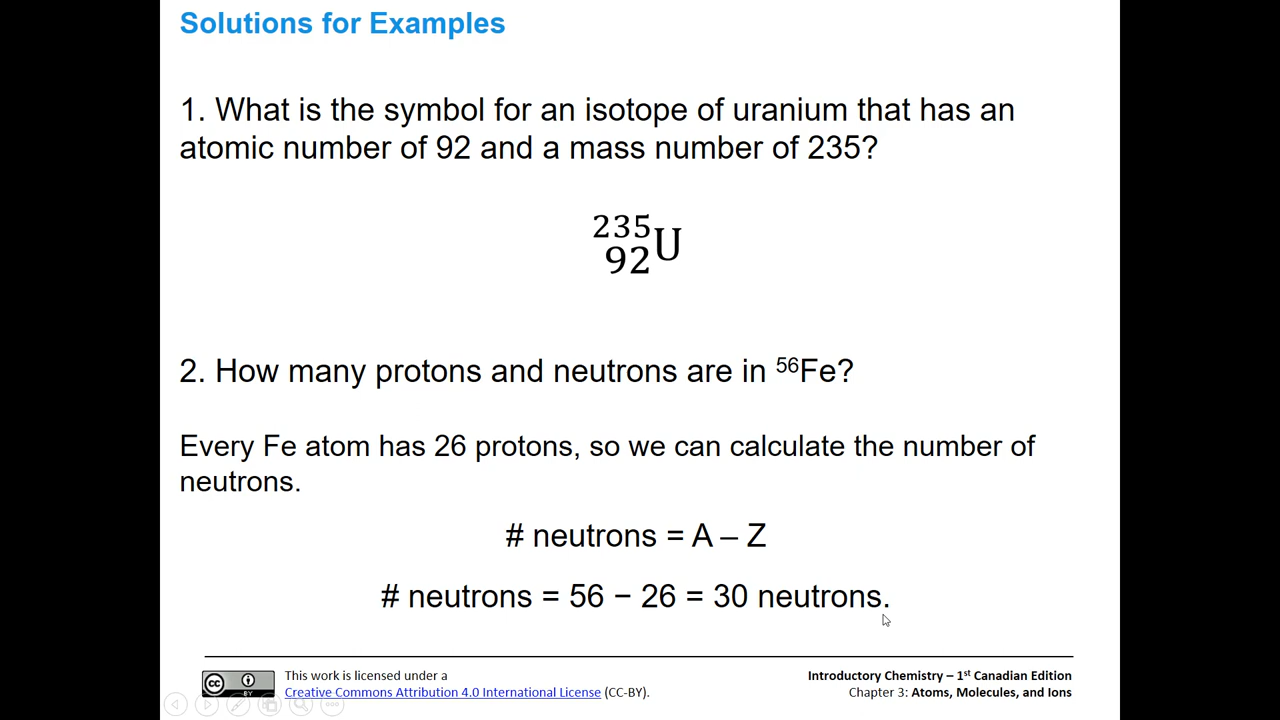 Solutions for Examples
1. What is the symbol for an isotope of uranium that has an
atomic number of 92 and a mass number of 235?
²³⁵₉₂U
2. How many protons and neutrons are in ⁵⁶Fe?
Every Fe atom has 26 protons, so we can calculate the number of
neutrons.
# neutrons = A – Z
# neutrons = 56 − 26 = 30 neutrons.
cc BY
This work is licensed under a
Creative Commons Attribution 4.0 International License (CC-BY).
Introductory Chemistry – 1ˢᵗ Canadian Edition
Chapter 3: Atoms, Molecules, and Ions